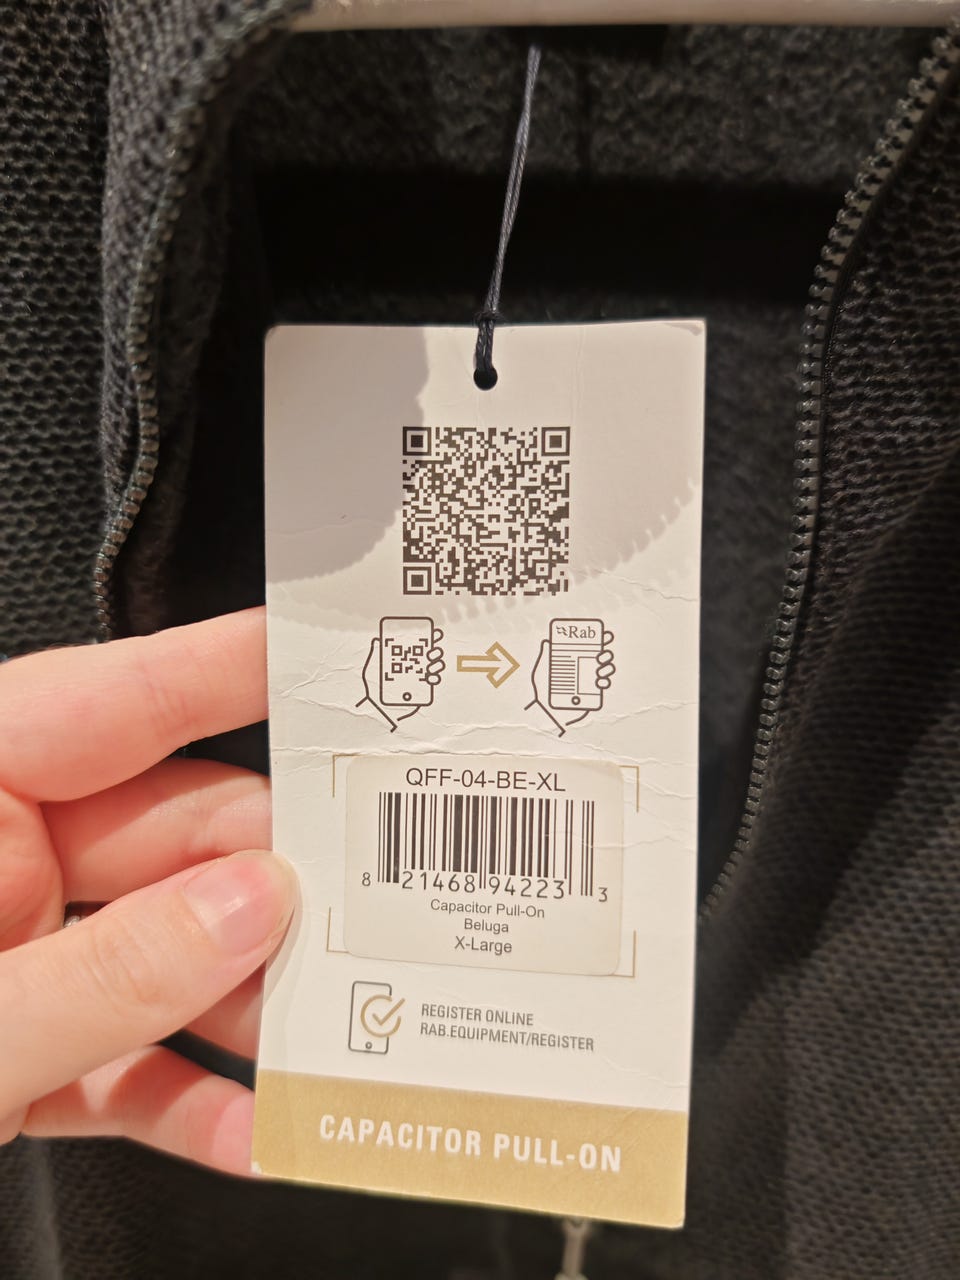 Rab
QFF-04-BE-XL
8 21468 94223 3
Capacitor Pull-On
Beluga
X-Large
REGISTER ONLINE
RAB.EQUIPMENT/REGISTER
CAPACITOR PULL-ON